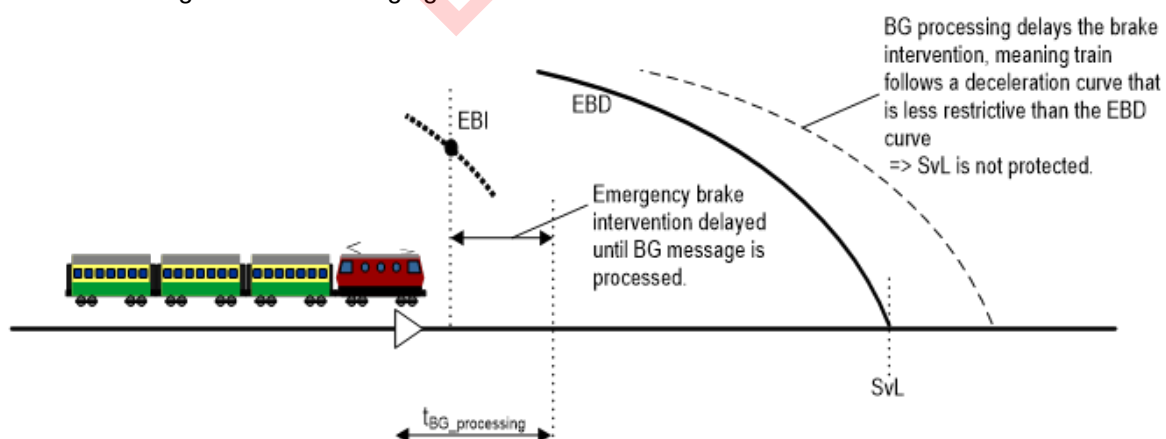 BG processing delays the brake
intervention, meaning train
follows a deceleration curve that
is less restrictive than the EBD
curve
=> SvL is not protected.
EBD
EBI
Emergency brake
intervention delayed
until BG message is
processed.
SvL
tBG_processing